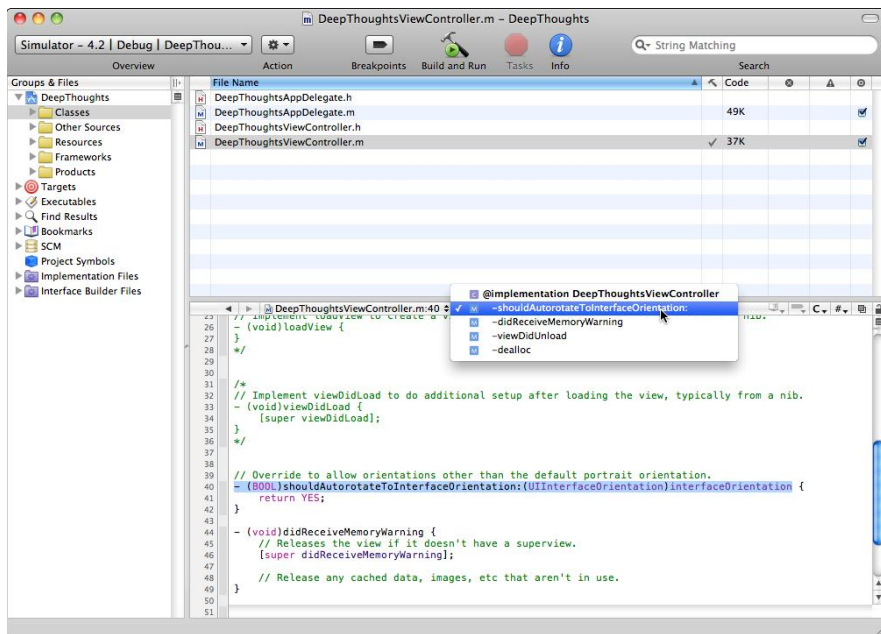 DeepThoughtsViewController.m – DeepThoughts
Simulator – 4.2 | Debug | DeepThou...
String Matching
Overview
Action
Breakpoints
Build and Run
Tasks
Info
Search
Groups & Files
File Name
Code
DeepThoughts
Classes
Other Sources
Resources
Frameworks
Products
Targets
Executables
Find Results
Bookmarks
SCM
Project Symbols
Implementation Files
Interface Builder Files
DeepThoughtsAppDelegate.h
DeepThoughtsAppDelegate.m 49K
DeepThoughtsViewController.h
DeepThoughtsViewController.m 37K
@implementation DeepThoughtsViewController
-shouldAutorotateToInterfaceOrientation:
-didReceiveMemoryWarning
-viewDidUnload
-dealloc
DeepThoughtsViewController.m:40
C #
25 // Implement loadView to create a v nib.
26 - (void)loadView {
27 }
28 */
29
30
31 /*
32 // Implement viewDidLoad to do additional setup after loading the view, typically from a nib.
33 - (void)viewDidLoad {
34 [super viewDidLoad];
35 }
36 */
37
38
39 // Override to allow orientations other than the default portrait orientation.
40 - (BOOL)shouldAutorotateToInterfaceOrientation:(UIInterfaceOrientation)interfaceOrientation {
41 return YES;
42 }
43
44 - (void)didReceiveMemoryWarning {
45 // Releases the view if it doesn't have a superview.
46 [super didReceiveMemoryWarning];
47
48 // Release any cached data, images, etc that aren't in use.
49 }
50
51